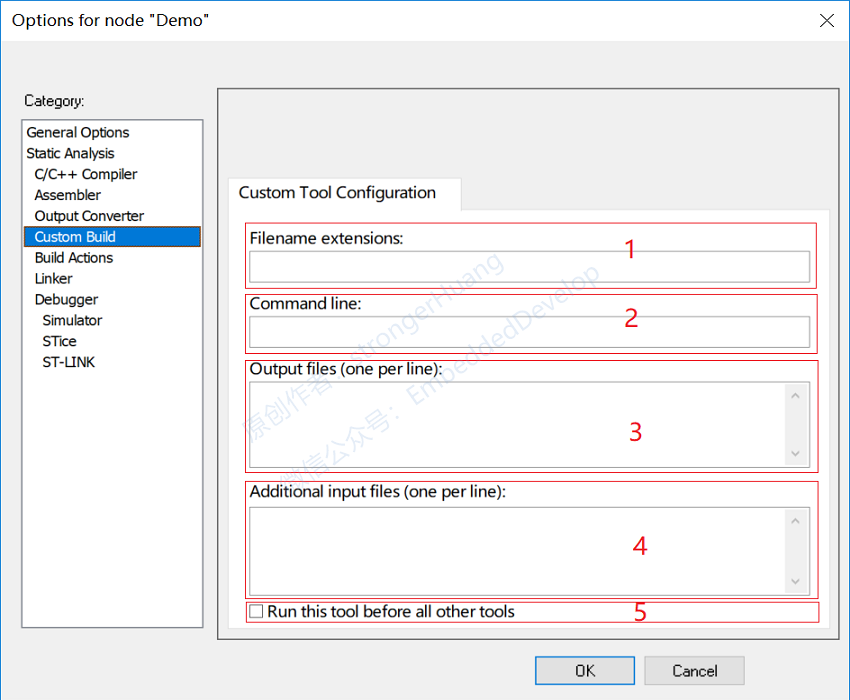 Options for node "Demo"
Category:
General Options
Static Analysis
C/C++ Compiler
Assembler
Output Converter
Custom Build
Build Actions
Linker
Debugger
Simulator
STice
ST-LINK
Custom Tool Configuration
Filename extensions:
1
Command line:
2
Output files (one per line):
3
Additional input files (one per line):
4
Run this tool before all other tools
5
原创作者：strongerHuang
微信公众号：EmbeddedDevelop
OK
Cancel